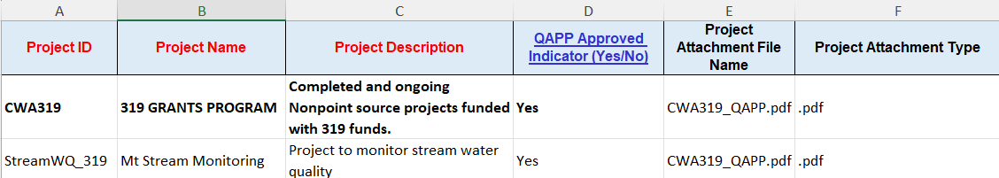 A B C D E F
Project ID Project Name Project Description QAPP Approved Indicator (Yes/No) Project Attachment File Name Project Attachment Type
CWA319 319 GRANTS PROGRAM Completed and ongoing Nonpoint source projects funded with 319 funds. Yes CWA319_QAPP.pdf .pdf
StreamWQ_319 Mt Stream Monitoring Project to monitor stream water quality Yes CWA319_QAPP.pdf .pdf